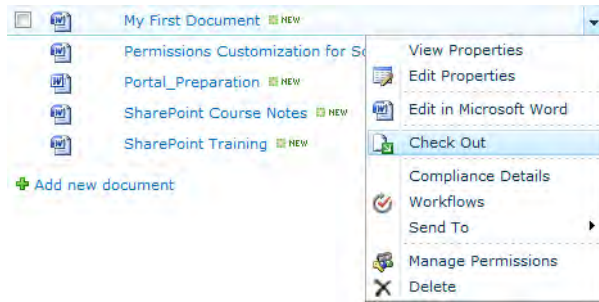 My First Document NEW
Permissions Customization for S
Portal_Preparation NEW
SharePoint Course Notes NEW
SharePoint Training NEW
Add new document
View Properties
Edit Properties
Edit in Microsoft Word
Check Out
Compliance Details
Workflows
Send To
Manage Permissions
Delete